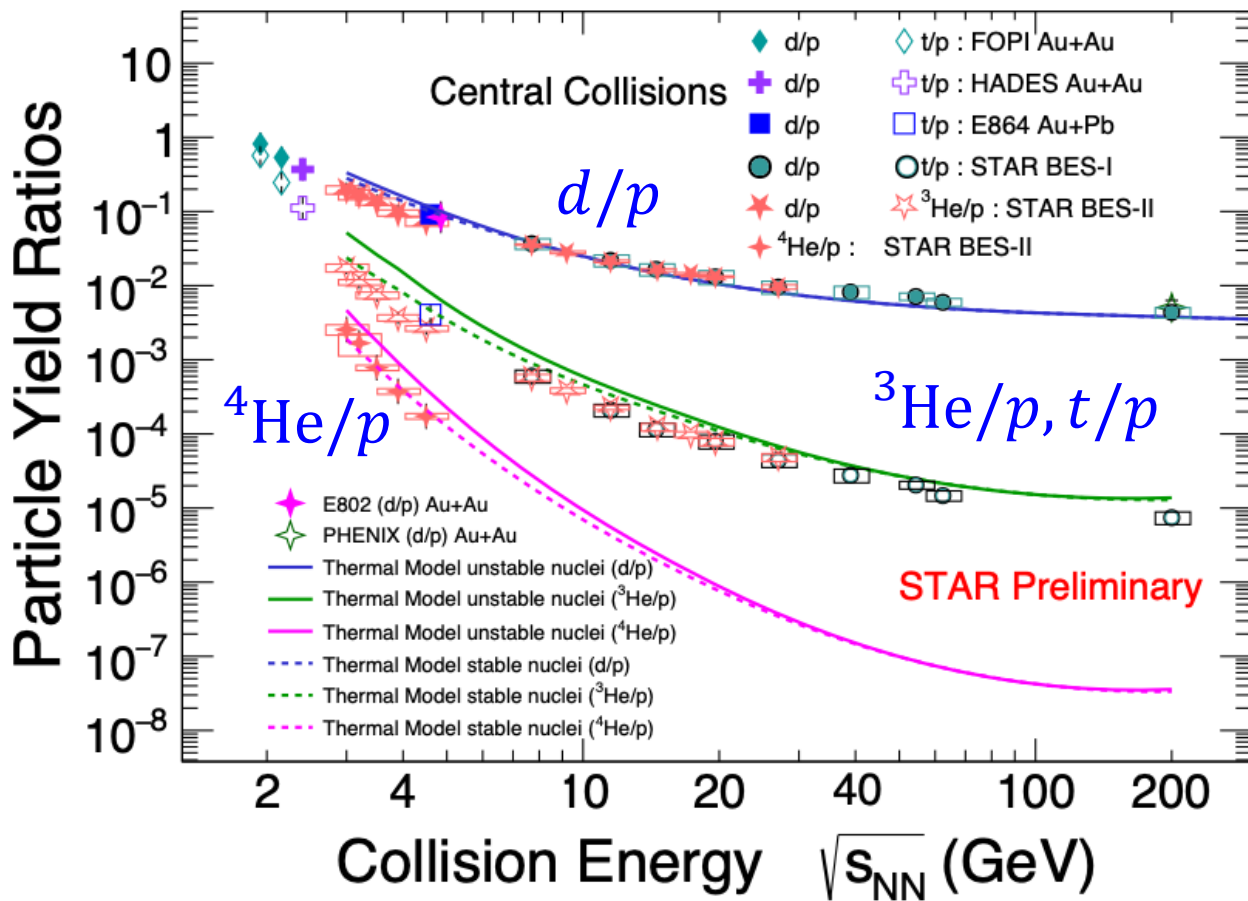 Particle Yield Ratios
10
1
10⁻¹
10⁻²
10⁻³
10⁻⁴
10⁻⁵
10⁻⁶
10⁻⁷
10⁻⁸
Central Collisions
d/p t/p : FOPI Au+Au
d/p t/p : HADES Au+Au
d/p t/p : E864 Au+Pb
d/p t/p : STAR BES-I
d/p ³He/p : STAR BES-II
⁴He/p : STAR BES-II
d/p
³He/p, t/p
⁴He/p
E802 (d/p) Au+Au
PHENIX (d/p) Au+Au
Thermal Model unstable nuclei (d/p)
Thermal Model unstable nuclei (³He/p)
Thermal Model unstable nuclei (⁴He/p)
Thermal Model stable nuclei (d/p)
Thermal Model stable nuclei (³He/p)
Thermal Model stable nuclei (⁴He/p)
STAR Preliminary
2 4 10 20 40 100 200
Collision Energy √s_NN (GeV)